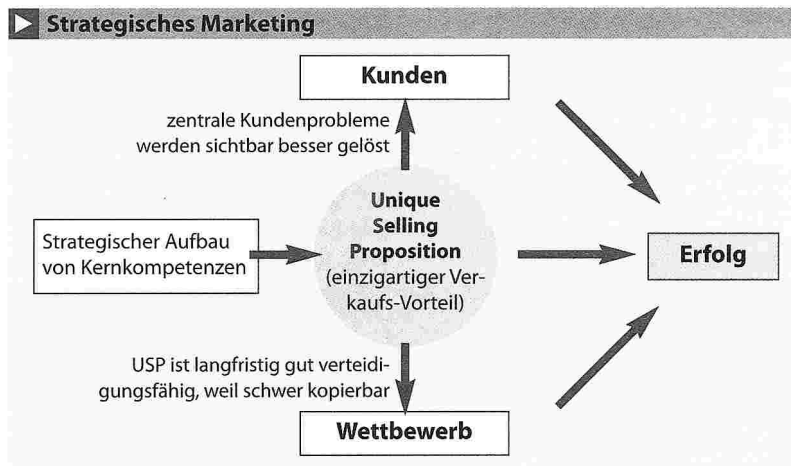 Strategisches Marketing
Kunden
zentrale Kundenprobleme
werden sichtbar besser gelöst
Unique
Selling
Proposition
(einzigartiger Ver-
kaufs-Vorteil)
Strategischer Aufbau
von Kernkompetenzen
Erfolg
USP ist langfristig gut verteidi-
gungsfähig, weil schwer kopierbar
Wettbewerb